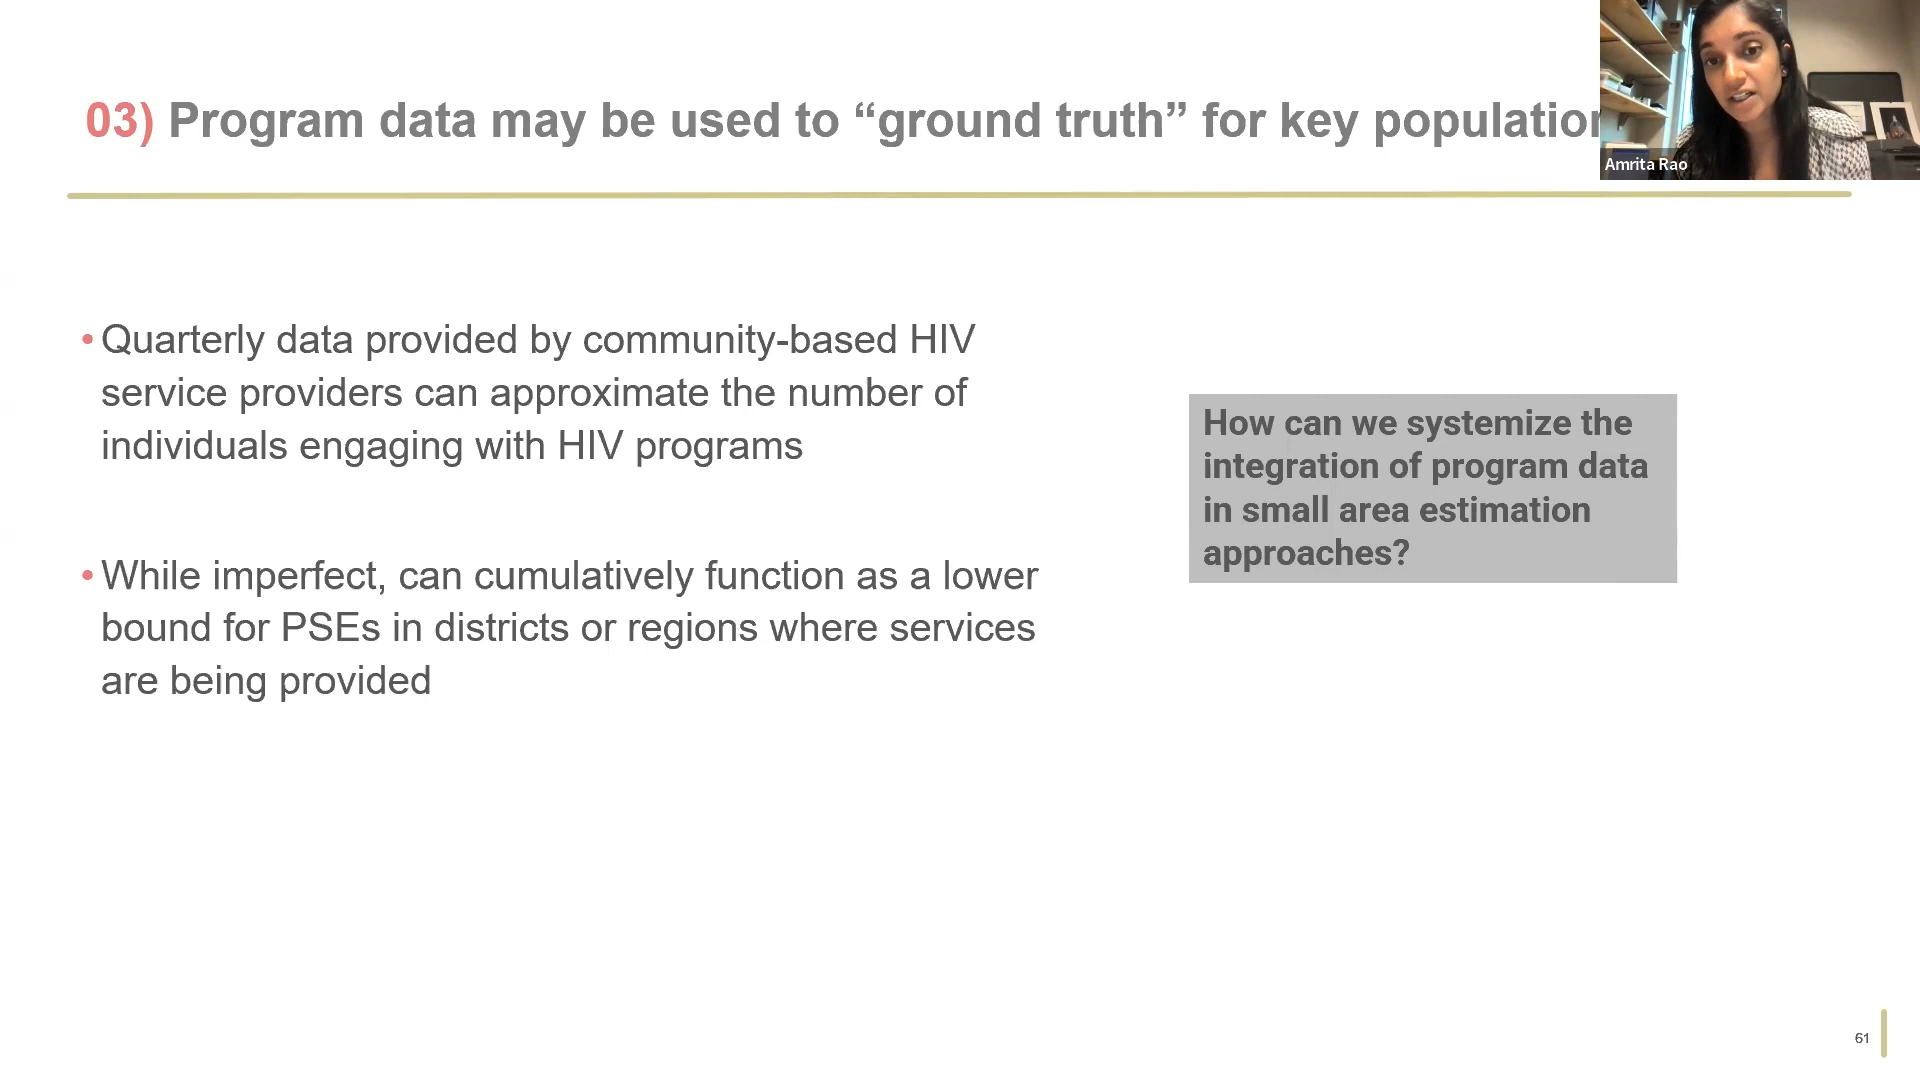 03) Program data may be used to “ground truth” for key population
Amrita Rao
• Quarterly data provided by community-based HIV
service providers can approximate the number of
individuals engaging with HIV programs
• While imperfect, can cumulatively function as a lower
bound for PSEs in districts or regions where services
are being provided
How can we systemize the
integration of program data
in small area estimation
approaches?
61